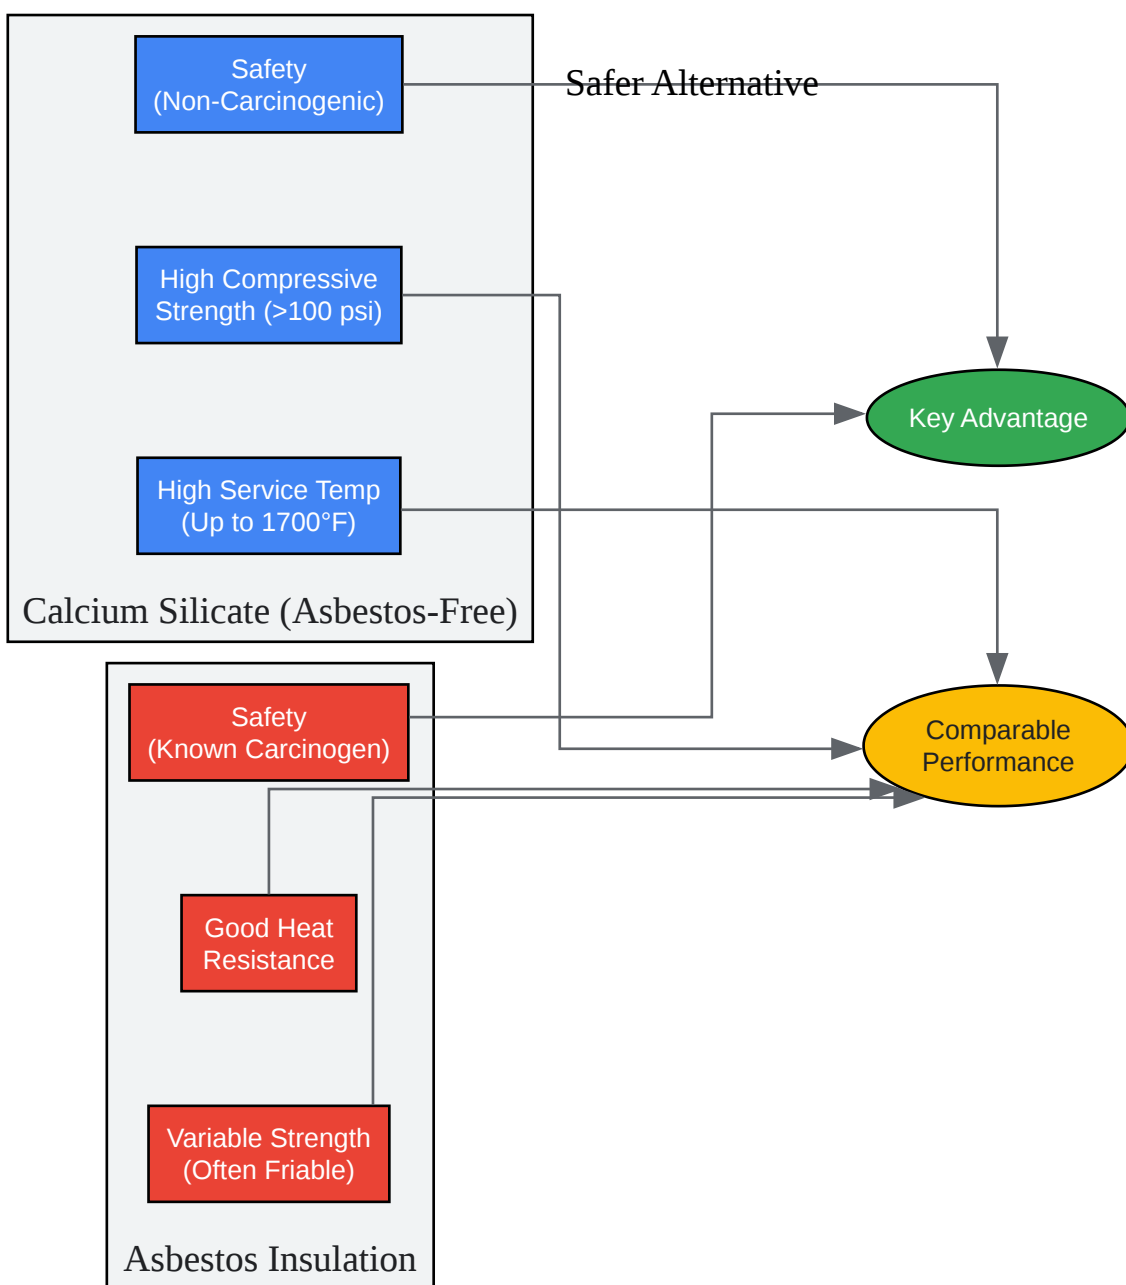 Safety
(Non-Carcinogenic)
Safer Alternative
High Compressive
Strength (>100 psi)
Key Advantage
High Service Temp
(Up to 1700°F)
Calcium Silicate (Asbestos-Free)
Safety
(Known Carcinogen)
Comparable
Performance
Good Heat
Resistance
Variable Strength
(Often Friable)
Asbestos Insulation